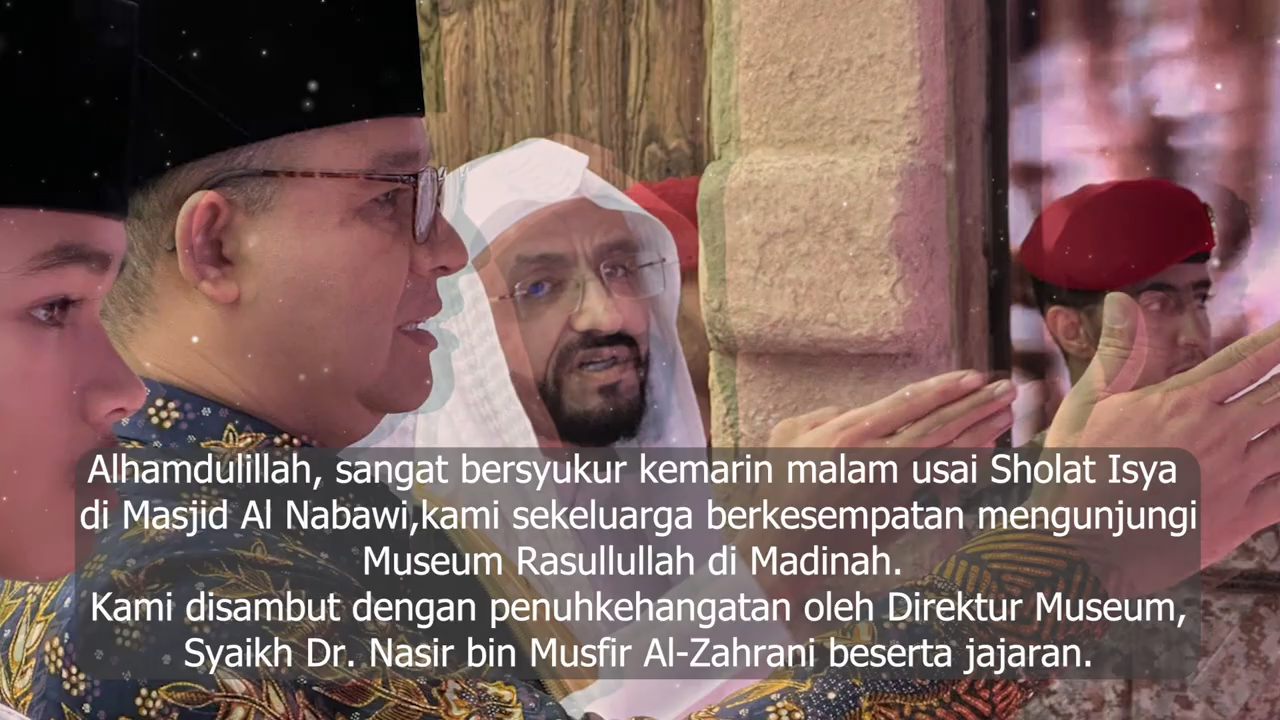 Alhamdulillah, sangat bersyukur kemarin malam usai Sholat Isya
di Masjid Al Nabawi,kami sekeluarga berkesempatan mengunjungi
Museum Rasullullah di Madinah.
Kami disambut dengan penuhkehangatan oleh Direktur Museum,
Syaikh Dr. Nasir bin Musfir Al-Zahrani beserta jajaran.